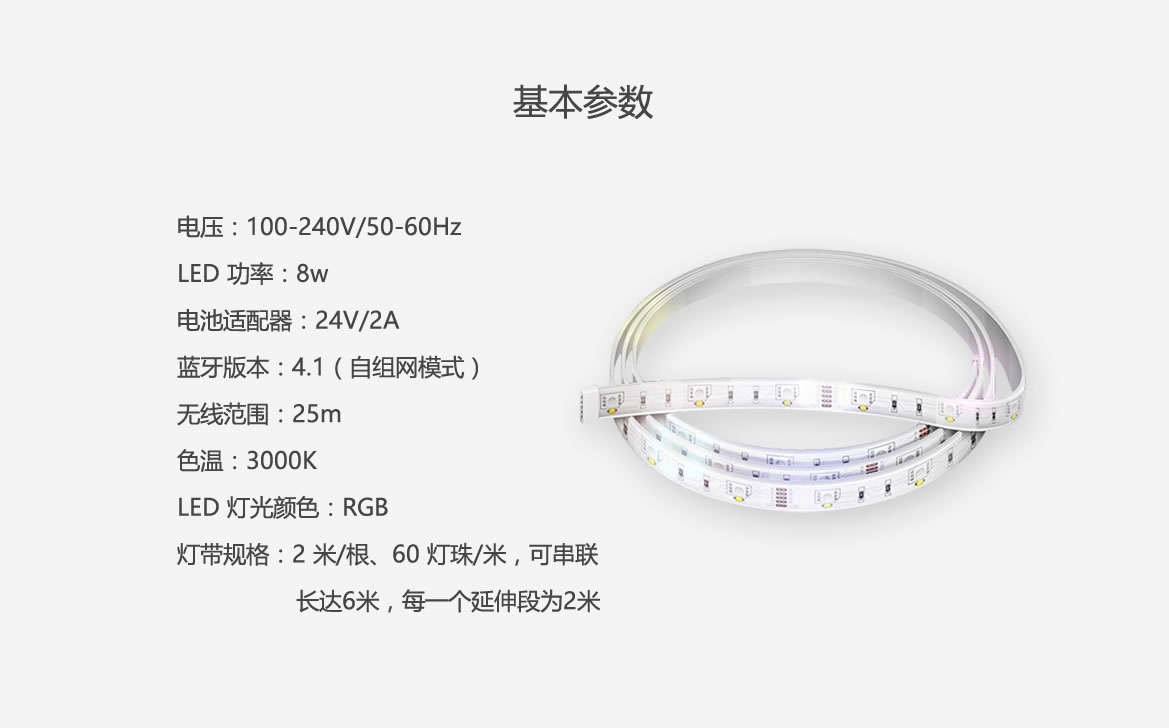 基本参数
电压：100-240V/50-60Hz
LED 功率：8w
电池适配器：24V/2A
蓝牙版本：4.1（自组网模式）
无线范围：25m
色温：3000K
LED 灯光颜色：RGB
灯带规格：2 米/根、60 灯珠/米，可串联
长达6米，每一个延伸段为2米